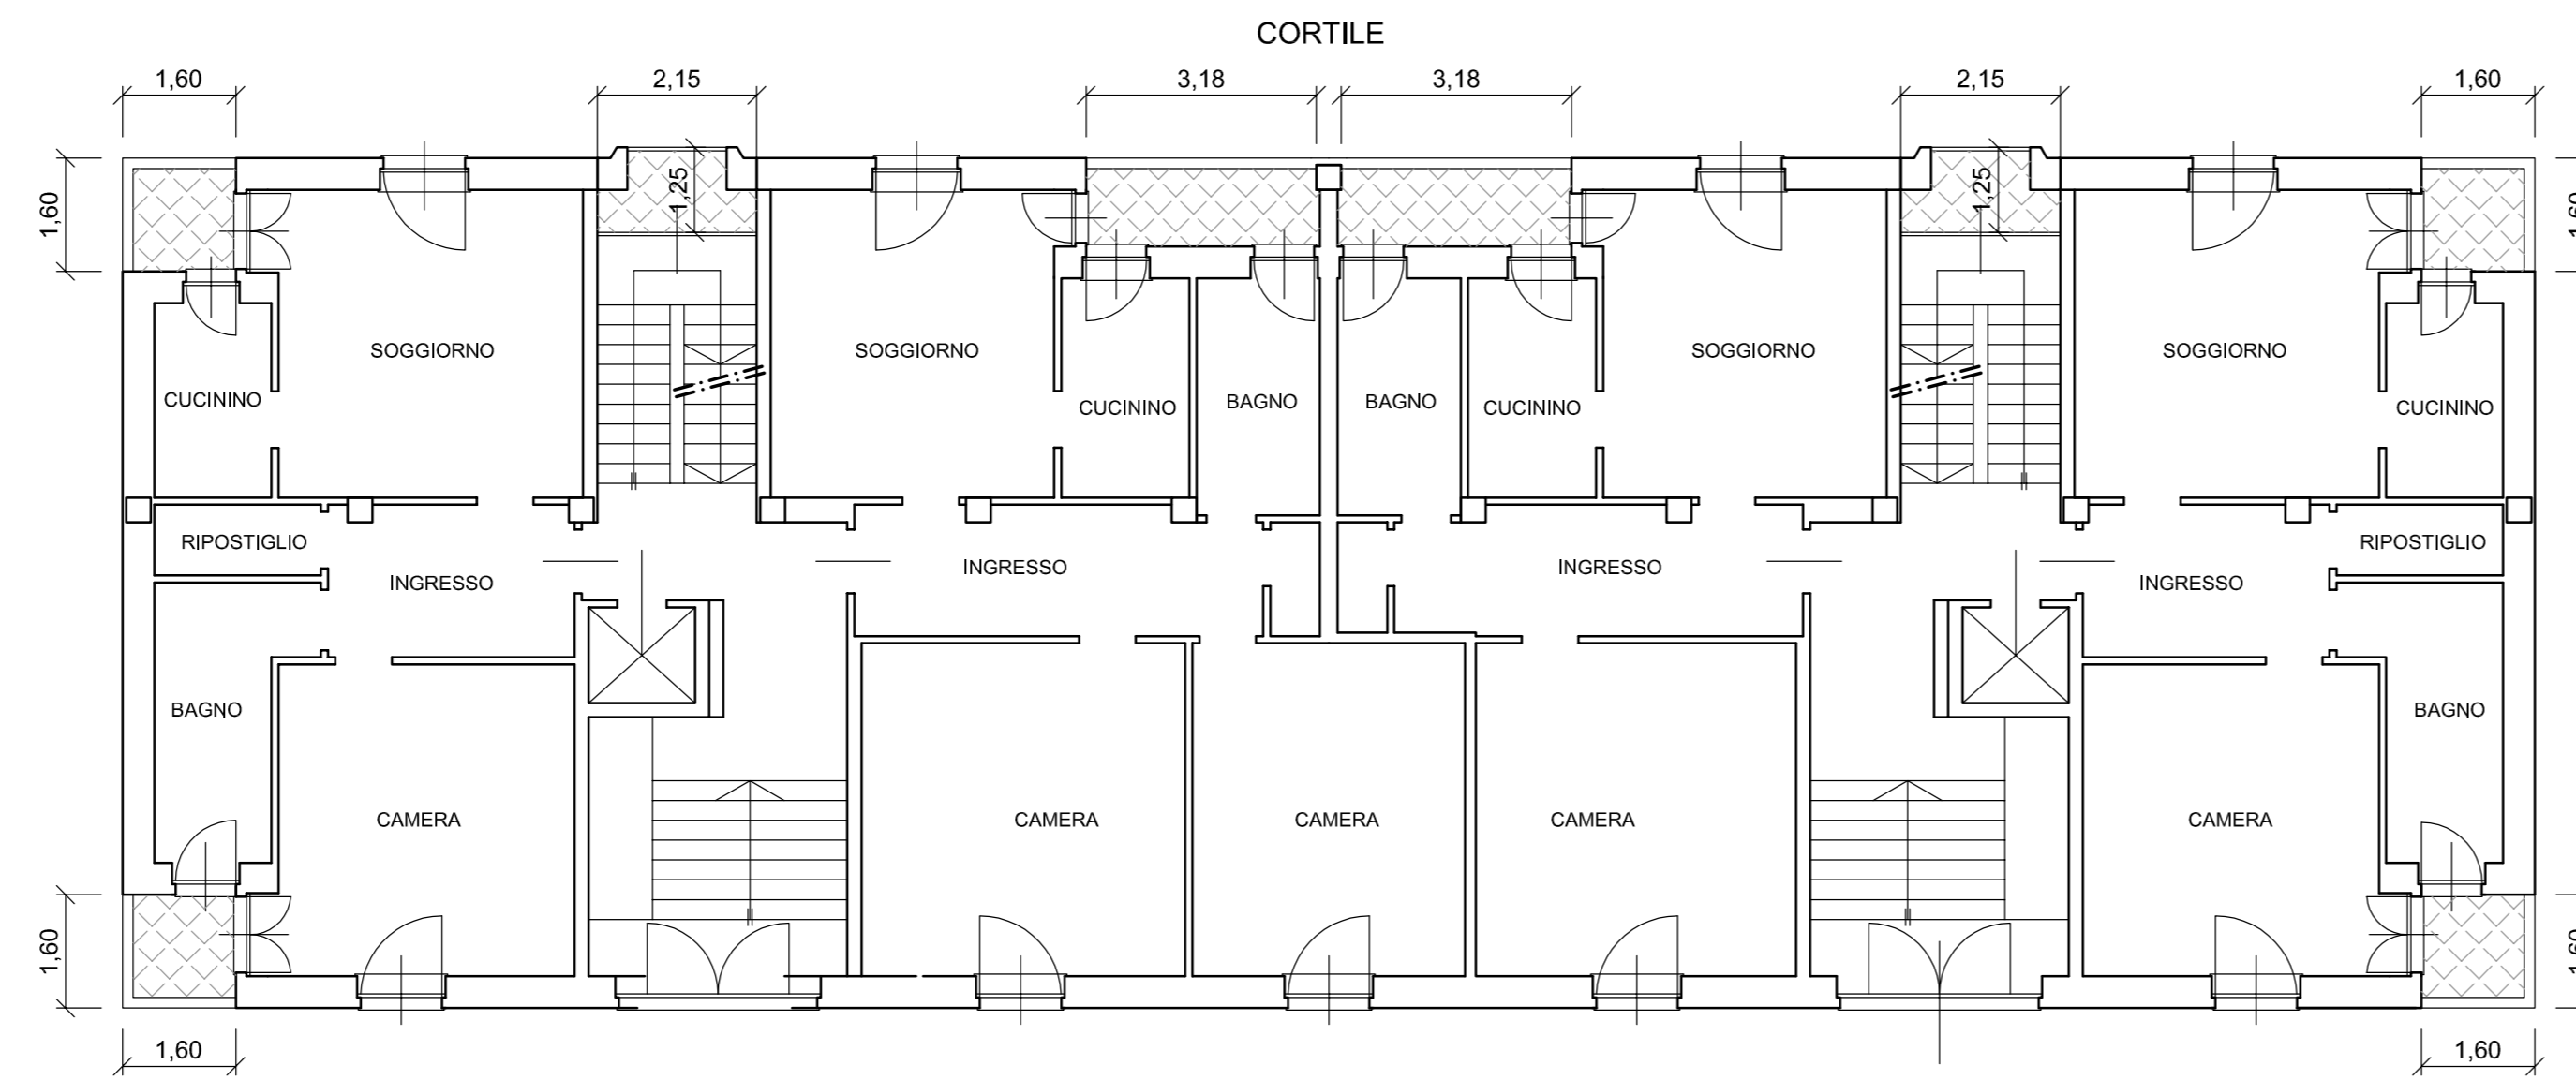 CORTILE
1,60
2,15
3,18
3,18
2,15
1,60
1,60
1,25
1,25
1,60
SOGGIORNO
SOGGIORNO
SOGGIORNO
SOGGIORNO
CUCININO
CUCININO
BAGNO
BAGNO
CUCININO
CUCININO
RIPOSTIGLIO
RIPOSTIGLIO
INGRESSO
INGRESSO
INGRESSO
INGRESSO
BAGNO
BAGNO
CAMERA
CAMERA
CAMERA
CAMERA
CAMERA
1,60
1,60
1,60
1,60